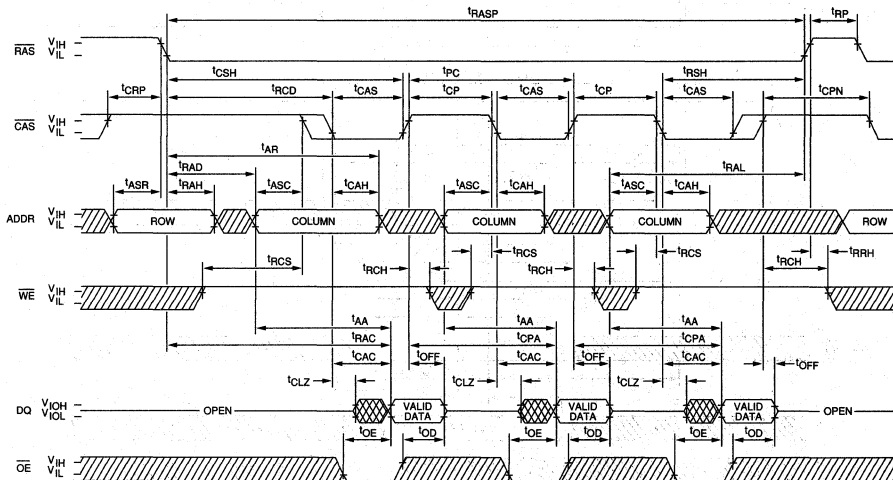 tRASP tRP
RAS VIH
VIL
tCSH tPC tRSH
tCRP tRCD tCAS tCP tCAS tCP tCAS tCPN
CAS VIH
VIL
tAR
tRAD tRAL
tASR tRAH tASC tCAH tASC tCAH tASC tCAH
ADDR VIH
VIL
ROW COLUMN COLUMN COLUMN ROW
tRCS tRCH tRCS tRCH tRCS tRCH tRRH
WE VIH
VIL
tAA tAA tAA
tRAC tCPA tCPA
tCAC tOFF tCAC tOFF tCAC tOFF
tCLZ tCLZ tCLZ
DQ VIOH
VIOL
OPEN VALID DATA VALID DATA VALID DATA OPEN
tOE tOD tOE tOD tOE tOD
OE VIH
VIL